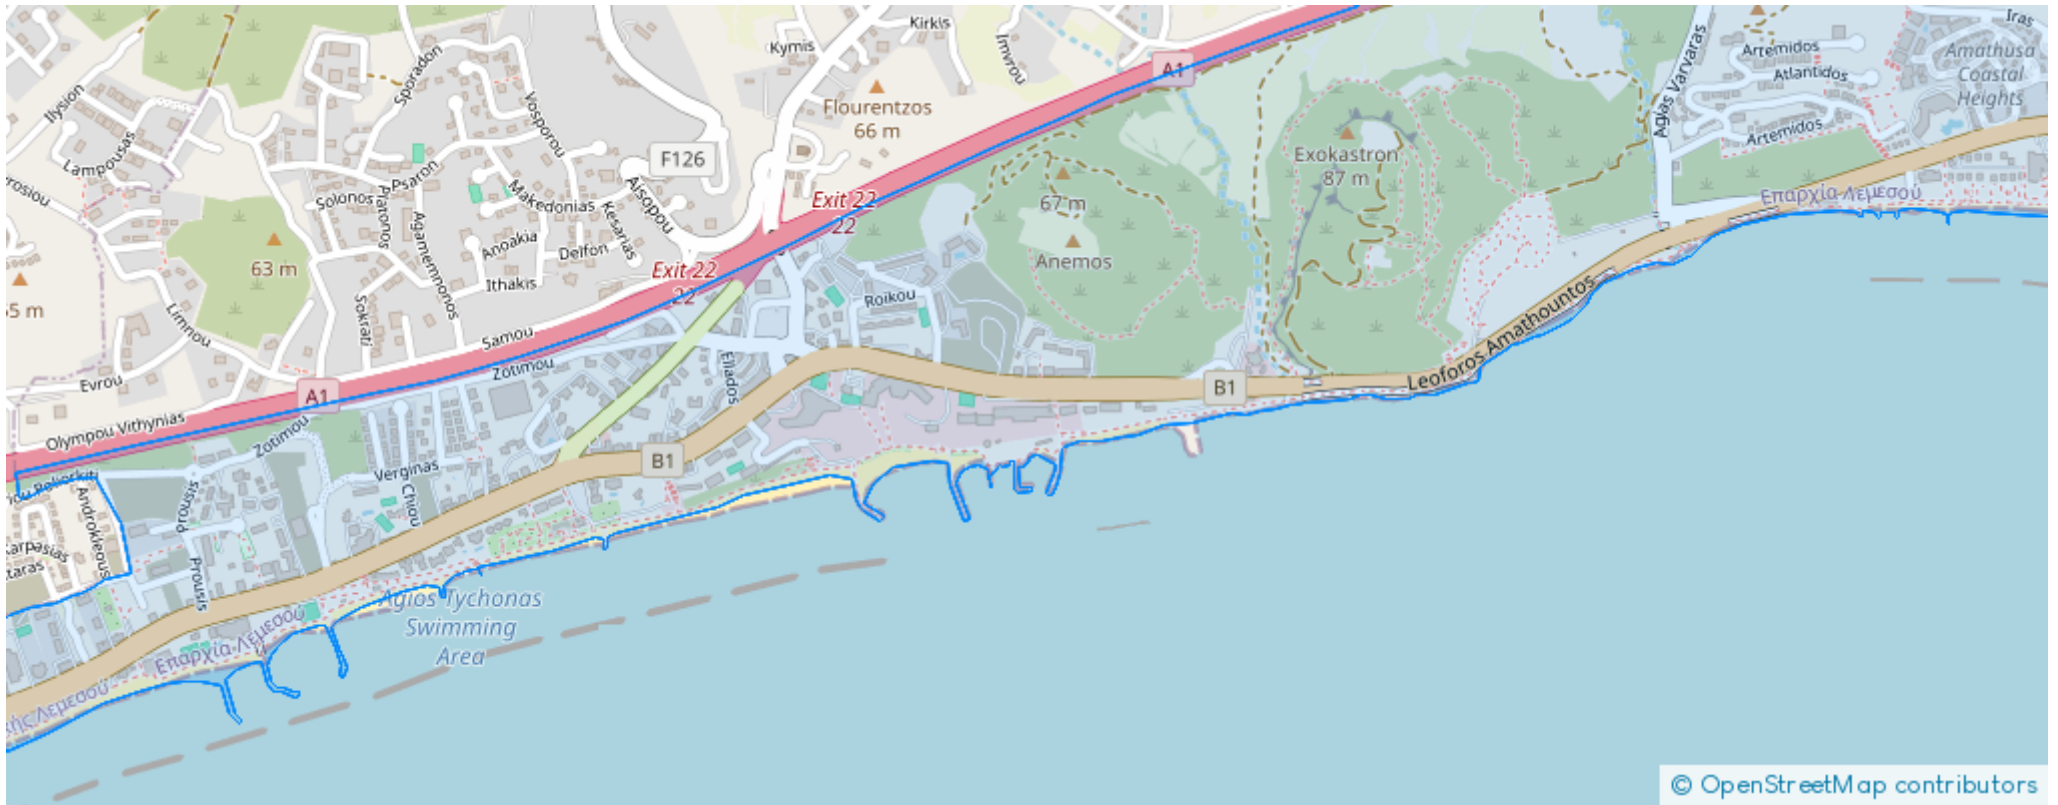 Kirkis
Kymis
Imvrou
A1
Iras
Artemidos
Amathusa
Coastal
Heights
Atlantidos
Artemidos
Agias Varvaras
Sporadon
Vosporou
Ilysion
Lampousas
Flourentzos
66 m
F126
Exokastron
87 m
Psaron
Solonos
Platonos
Makedonias
Aisopou
Kesarias
Exit 22
22
67 m
Επαρχία Λεμεσού
Agamemnonos
Anoakia
Delfon
Anemos
63 m
Exit 22
22
Ithakis
Roikou
Sokrati
Limnou
Samou
Zotimou
Eliados
Leoforos Amathountos
Evrou
A1
B1
Olympou Vithynias
Zotimou
B1
Verginas
Chiou
Androkleous
Prousis
Prousis
Agios Tychonas
Swimming
Area
Επαρχία Λεμεσού
© OpenStreetMap contributors